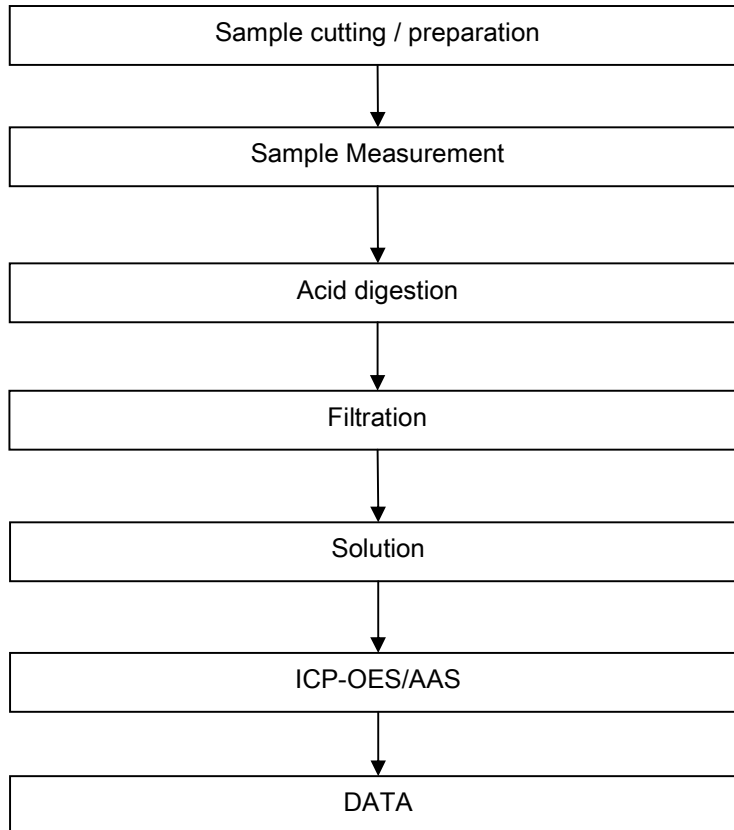 Sample cutting / preparation
Sample Measurement
Acid digestion
Filtration
Solution
ICP-OES/AAS
DATA